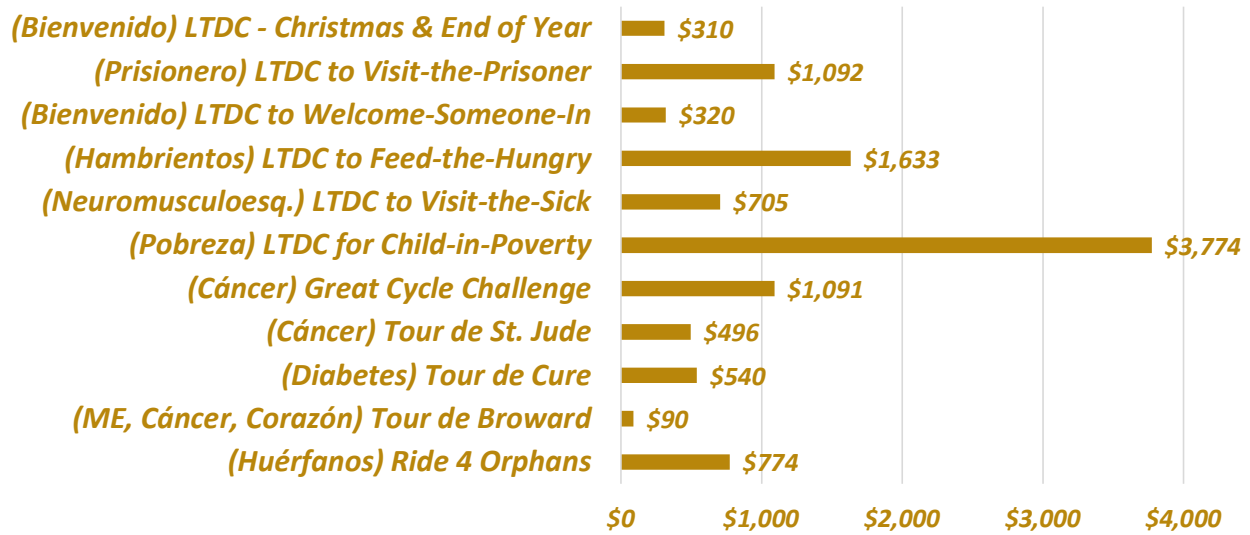 (Bienvenido) LTDC - Christmas & End of Year $310
(Prisionero) LTDC to Visit-the-Prisoner $1,092
(Bienvenido) LTDC to Welcome-Someone-In $320
(Hambrientos) LTDC to Feed-the-Hungry $1,633
(Neuromusculoesq.) LTDC to Visit-the-Sick $705
(Pobreza) LTDC for Child-in-Poverty $3,774
(Cáncer) Great Cycle Challenge $1,091
(Cáncer) Tour de St. Jude $496
(Diabetes) Tour de Cure $540
(ME, Cáncer, Corazón) Tour de Broward $90
(Huérfanos) Ride 4 Orphans $774
$0 $1,000 $2,000 $3,000 $4,000